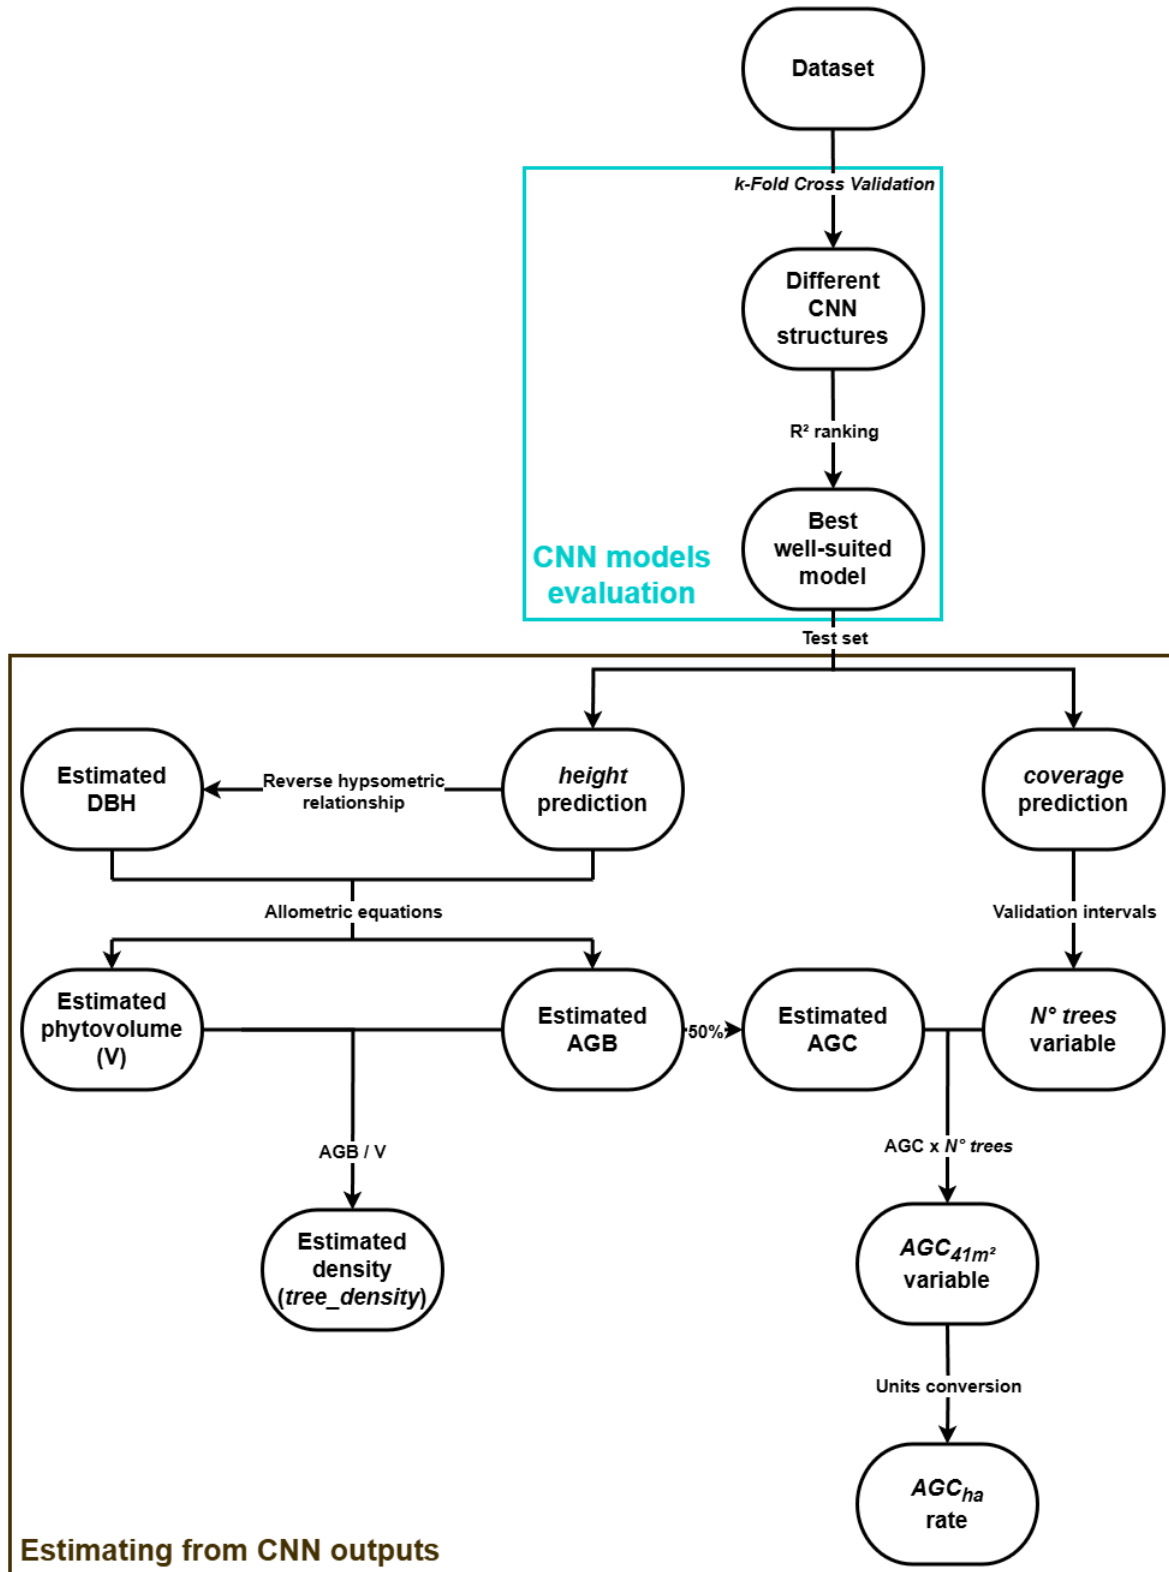 Dataset
k-Fold Cross Validation
Different
CNN
structures
R² ranking
Best
well-suited
model
CNN models
evaluation
Test set
Estimated
DBH
Reverse hypsometric
relationship
height
prediction
coverage
prediction
Allometric equations
Validation intervals
Estimated
phytovolume
(V)
Estimated
AGB
50%
Estimated
AGC
N° trees
variable
AGB / V
AGC x N° trees
Estimated
density
(tree_density)
AGC41m²
variable
Units conversion
AGCha
rate
Estimating from CNN outputs